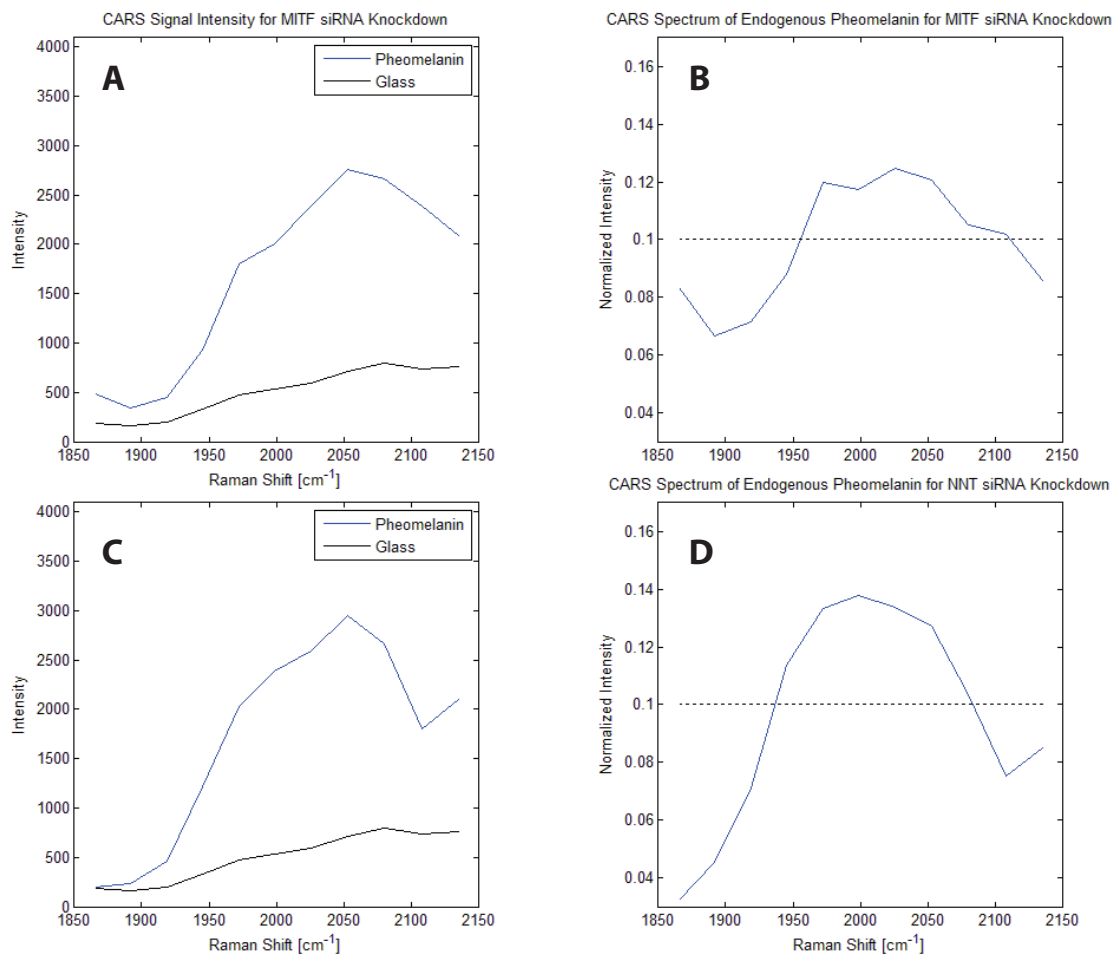 CARS Signal Intensity for MITF siRNA Knockdown
A
Pheomelanin
Glass
4000
3500
3000
2500
2000
1500
1000
500
0
Intensity
1850 1900 1950 2000 2050 2100 2150
Raman Shift [cm⁻¹]
CARS Spectrum of Endogenous Pheomelanin for MITF siRNA Knockdown
B
0.16
0.14
0.12
0.1
0.08
0.06
0.04
Normalized Intensity
1850 1900 1950 2000 2050 2100 2150
C
Pheomelanin
Glass
4000
3500
3000
2500
2000
1500
1000
500
0
Intensity
1850 1900 1950 2000 2050 2100 2150
Raman Shift [cm⁻¹]
CARS Spectrum of Endogenous Pheomelanin for NNT siRNA Knockdown
D
0.16
0.14
0.12
0.1
0.08
0.06
0.04
Normalized Intensity
1850 1900 1950 2000 2050 2100 2150
Raman Shift [cm⁻¹]